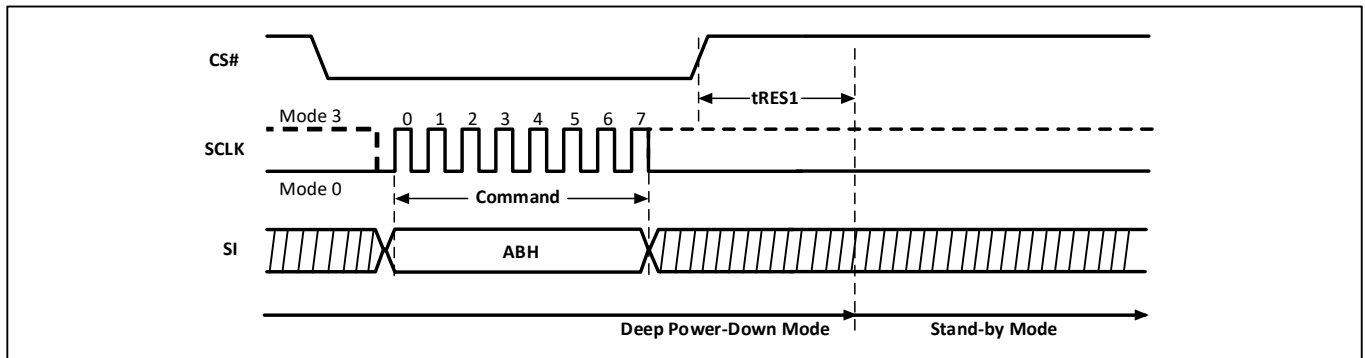 CS#
tRES1
Mode 3
0 1 2 3 4 5 6 7
SCLK
Mode 0
Command
SI
ABH
Deep Power-Down Mode Stand-by Mode